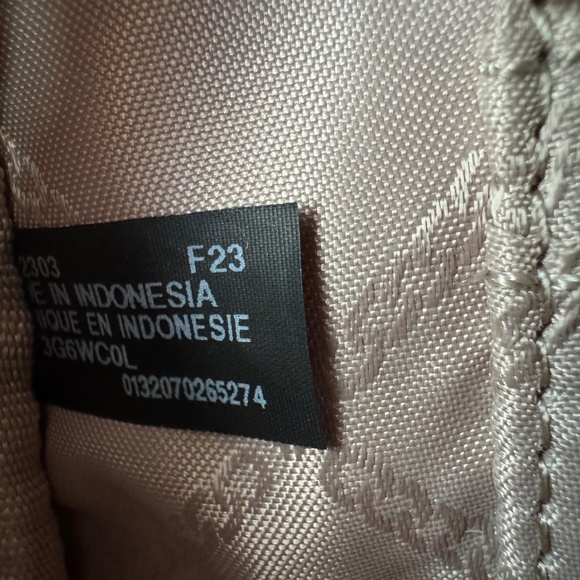 2303 F23
E IN INDONESIA
IQUE EN INDONESIE
3G6WC0L
0132070265274